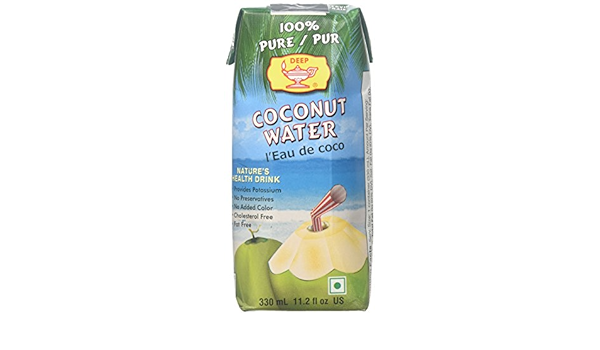 100%
PURE / PUR
DEEP
®
COCONUT
WATER
l'Eau de coco
NATURE'S
HEALTH DRINK
Provides Potassium
No Preservatives
No Added Color
Cholesterol Free
Fat Free
330 mL 11.2 fl oz US